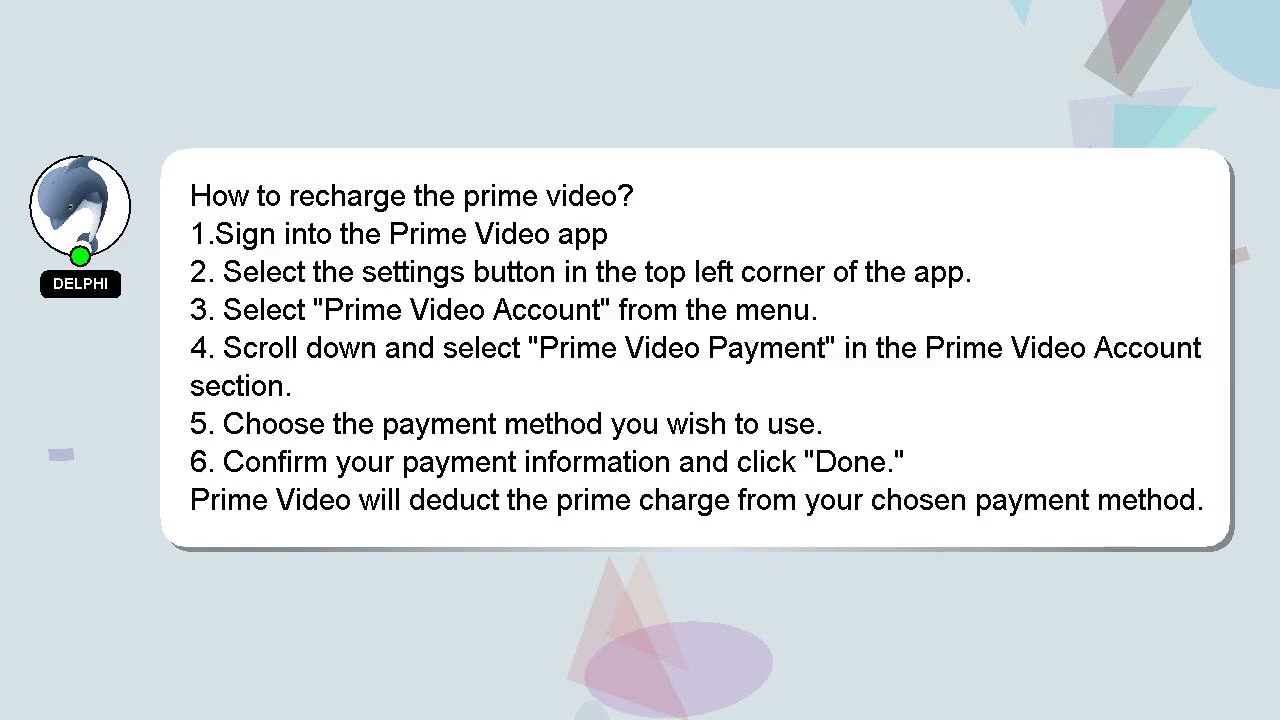 How to recharge the prime video?
1.Sign into the Prime Video app
2. Select the settings button in the top left corner of the app.
3. Select "Prime Video Account" from the menu.
4. Scroll down and select "Prime Video Payment" in the Prime Video Account
section.
5. Choose the payment method you wish to use.
6. Confirm your payment information and click "Done."
Prime Video will deduct the prime charge from your chosen payment method.
DELPHI